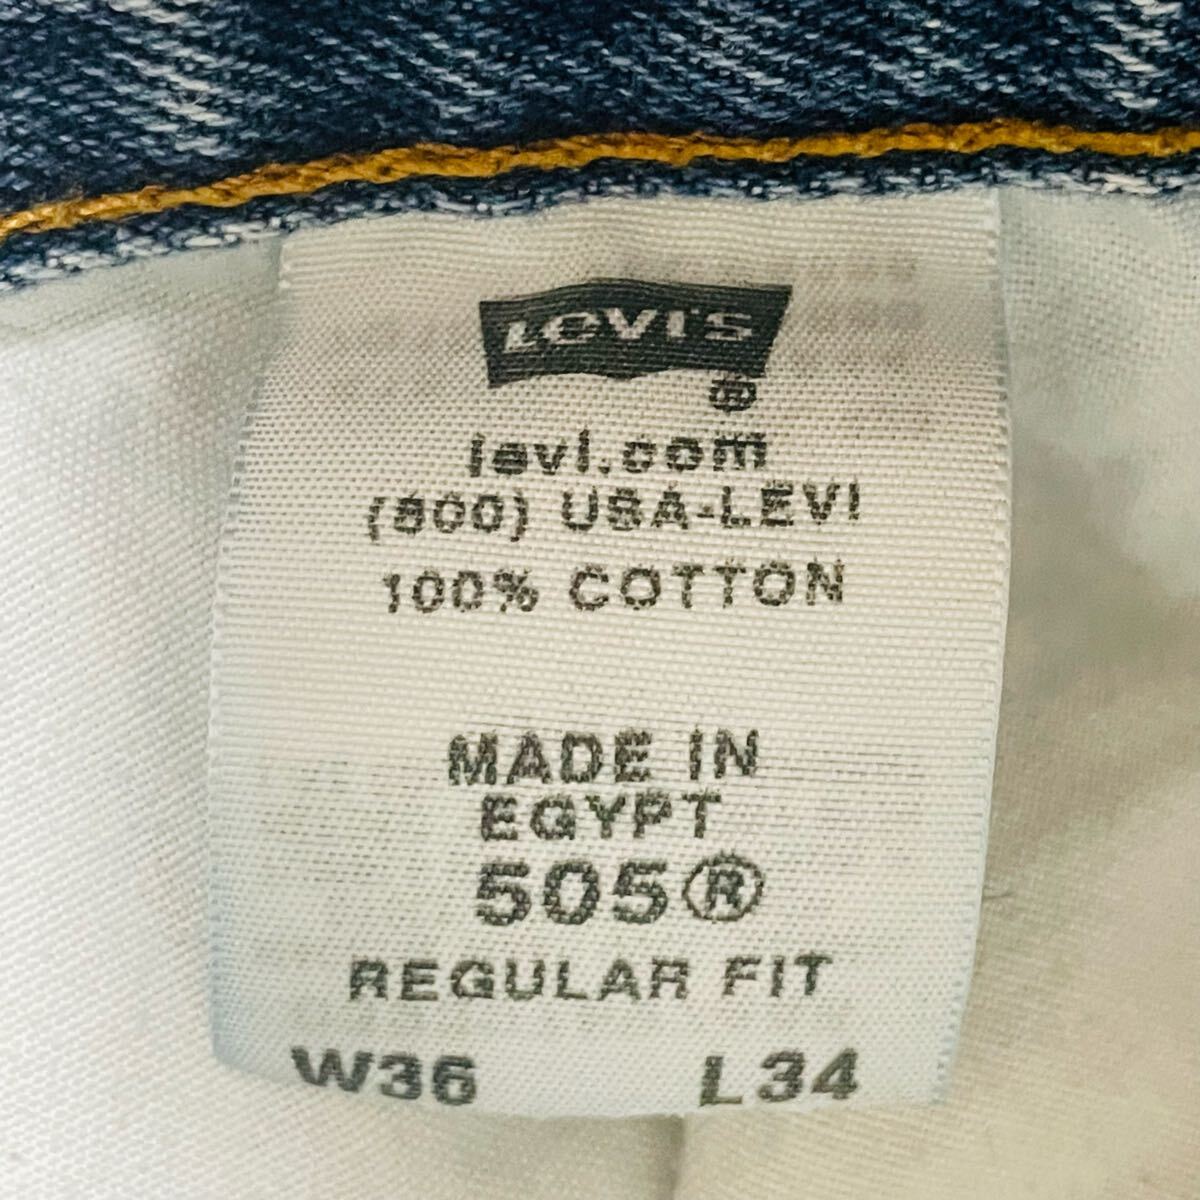 LEVI'S
®
levi.com
(800) USA-LEVI
100% COTTON
MADE IN
EGYPT
505®
REGULAR FIT
W36 L34